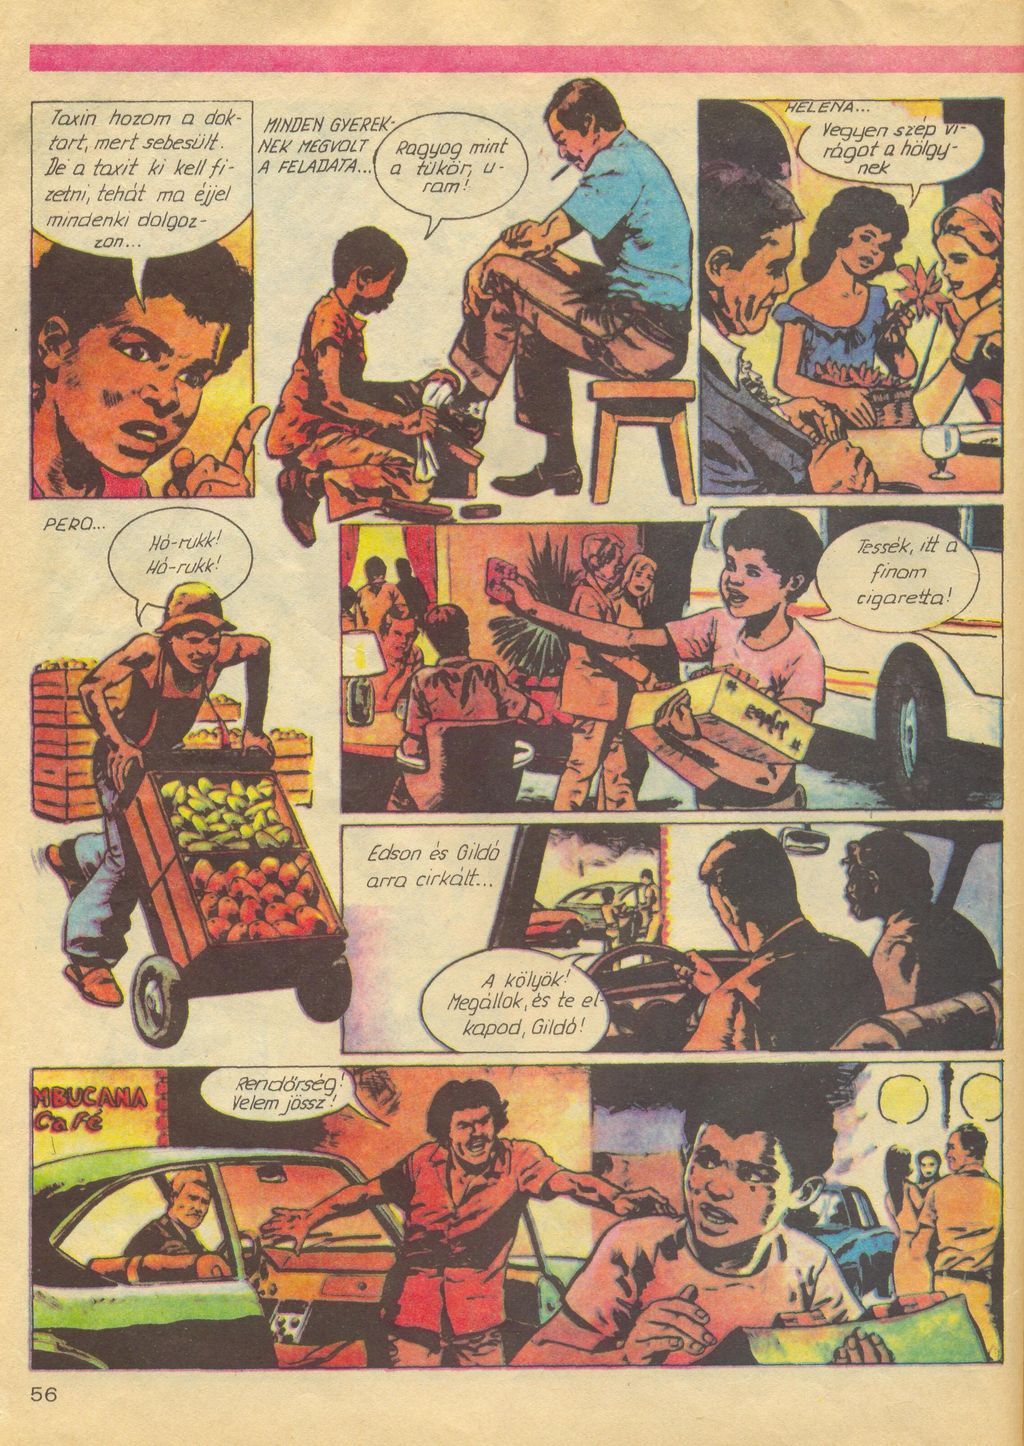 Taxin hozom a dok-
tort, mert sebesült.
De a taxit ki kell fi-
zetni, tehát ma éjjel
mindenki dolgoz-
zon...
MINDEN GYEREK-
NEK MEGVOLT
A FELADATA...
Ragyog mint
a tükör, u-
ram!
HELENA...
Vegyen szép vi-
rágot a hölgy-
nek
PERO...
Hó-rukk!
Hó-rukk!
Tessék, itt a
finom
cigaretta!
Edson és Gildó
arra cirkált...
A kölyök!
Megállok, és te el-
kapod, Gildó!
MBUCANA
Café
Rendőrség!
Velem jössz!
56